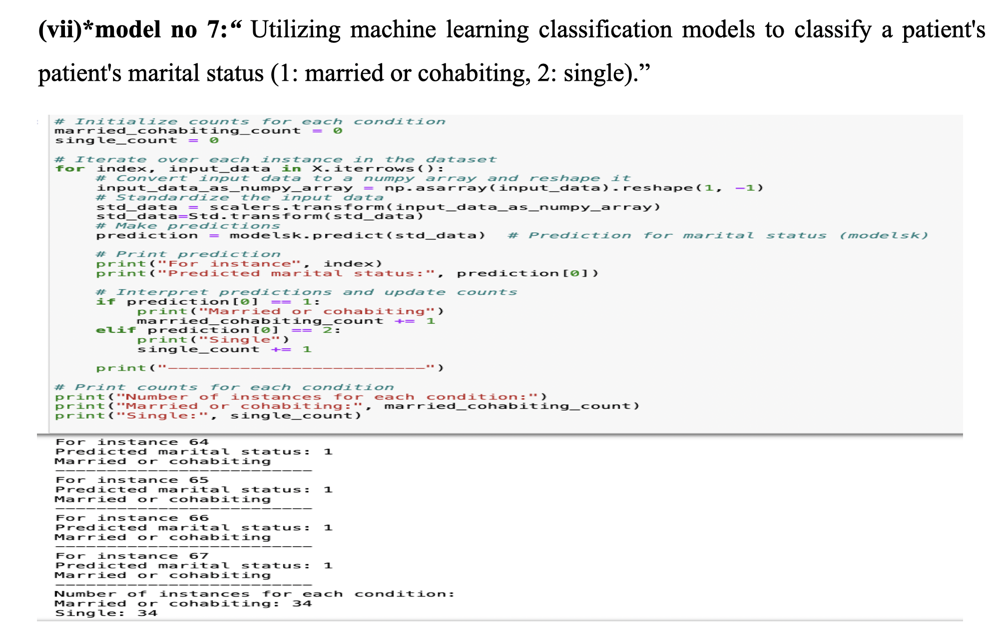 (vii)*model no 7:“ Utilizing machine learning classification models to classify a patient's
patient's marital status (1: married or cohabiting, 2: single).”
# Initialize counts for each condition
married_cohabiting_count = 0
single_count = 0
# Iterate over each instance in the dataset
for index, input_data in X.iterrows():
# Convert input data to a numpy array and reshape it
input_data_as_numpy_array = np.asarray(input_data).reshape(1, -1)
# Standardize the input data
std_data = scalers.transform(input_data_as_numpy_array)
std_data=Std.transform(std_data)
# Make predictions
prediction = modelsk.predict(std_data)  # Prediction for marital status (modelsk)
# Print prediction
print("For instance", index)
print("Predicted marital status:", prediction[0])
# Interpret predictions and update counts
if prediction[0] == 1:
print("Married or cohabiting")
married_cohabiting_count += 1
elif prediction[0] == 2:
print("Single")
single_count += 1
print("-------------------------")
# Print counts for each condition
print("Number of instances for each condition:")
print("Married or cohabiting:", married_cohabiting_count)
print("Single:", single_count)
For instance 64
Predicted marital status: 1
Married or cohabiting
-------------------------
For instance 65
Predicted marital status: 1
Married or cohabiting
-------------------------
For instance 66
Predicted marital status: 1
Married or cohabiting
-------------------------
For instance 67
Predicted marital status: 1
Married or cohabiting
-------------------------
Number of instances for each condition:
Married or cohabiting: 34
Single: 34